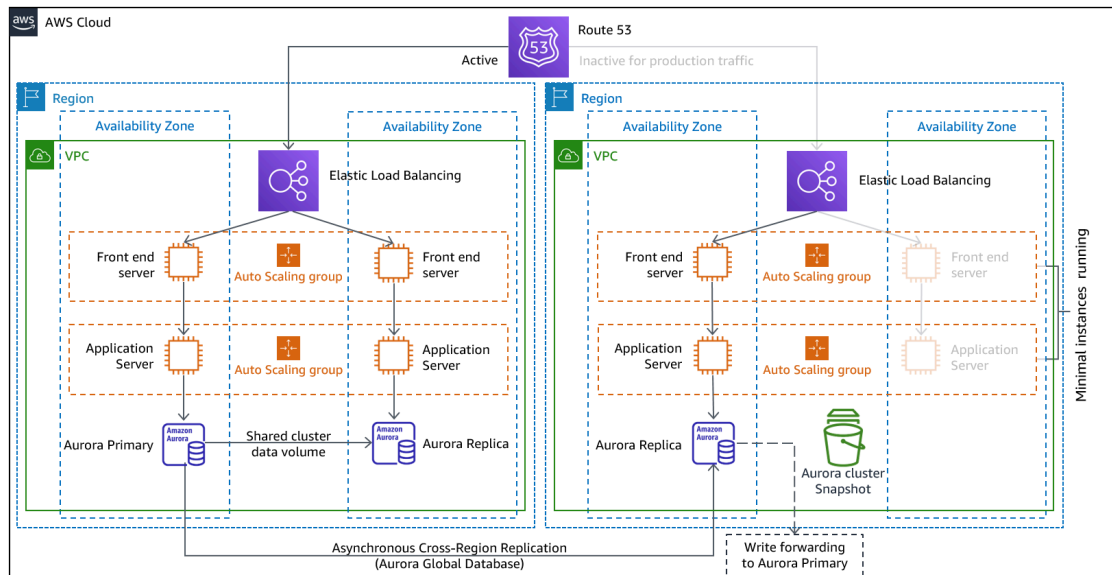 aws
AWS Cloud
Route 53
53
Active
Inactive for production traffic
Region
Availability Zone
Availability Zone
VPC
Elastic Load Balancing
Front end
server
Auto Scaling group
Front end
server
Application
Server
Auto Scaling group
Application
Server
Aurora Primary
Amazon
Aurora
Shared cluster
data volume
Amazon
Aurora
Aurora Replica
Region
Availability Zone
Availability Zone
VPC
Elastic Load Balancing
Front end
server
Auto Scaling group
Front end
server
Application
Server
Auto Scaling group
Application
Server
Minimal instances running
Aurora Replica
Amazon
Aurora
Aurora cluster
Snapshot
Asynchronous Cross-Region Replication
(Aurora Global Database)
Write forwarding
to Aurora Primary